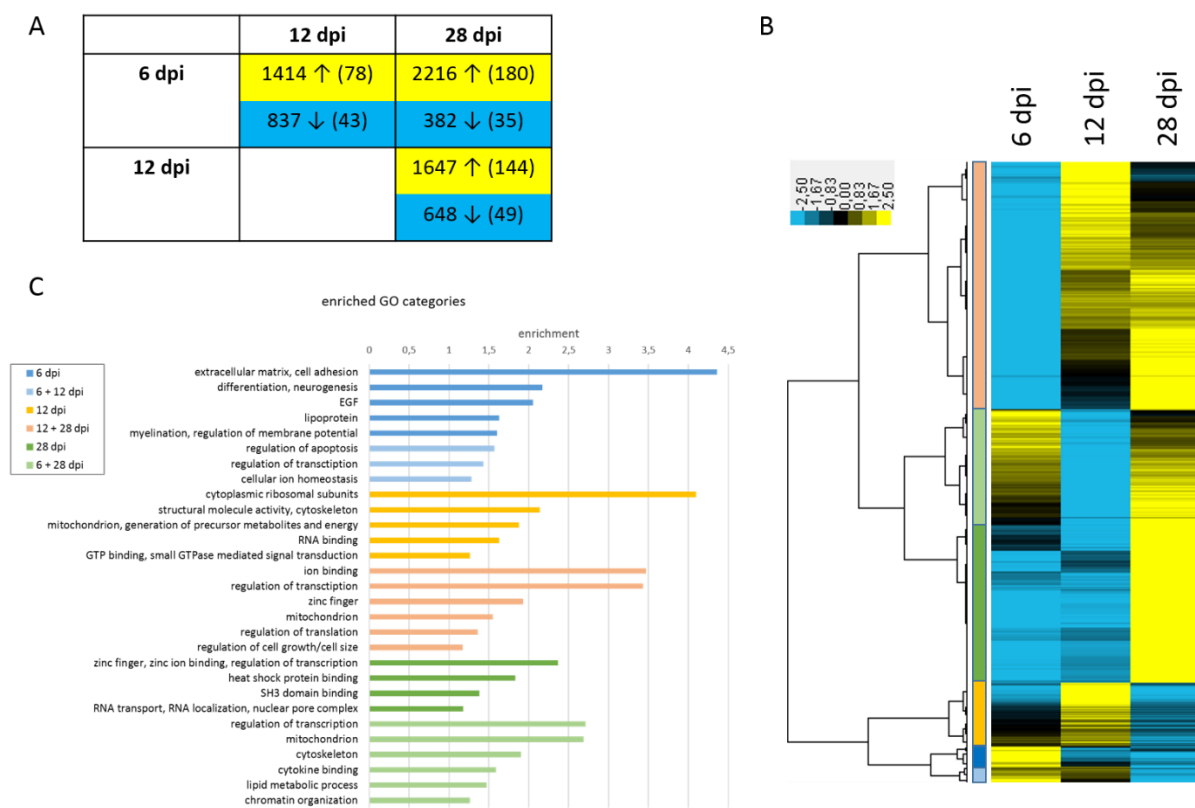 A
12 dpi 28 dpi
6 dpi 1414 ↑ (78) 2216 ↑ (180)
837 ↓ (43) 382 ↓ (35)
12 dpi 1647 ↑ (144)
648 ↓ (49)
B
6 dpi 12 dpi 28 dpi
-2,50 -1,67 -0,83 0,00 0,83 1,67 2,50
C
enriched GO categories
enrichment
0 0,5 1 1,5 2 2,5 3 3,5 4 4,5
6 dpi
6 + 12 dpi
12 dpi
12 + 28 dpi
28 dpi
6 + 28 dpi
extracellular matrix, cell adhesion
differentiation, neurogenesis
EGF
lipoprotein
myelination, regulation of membrane potential
regulation of apoptosis
regulation of transctiption
cellular ion homeostasis
cytoplasmic ribosomal subunits
structural molecule activity, cytoskeleton
mitochondrion, generation of precursor metabolites and energy
RNA binding
GTP binding, small GTPase mediated signal transduction
ion binding
regulation of transctiption
zinc finger
mitochondrion
regulation of translation
regulation of cell growth/cell size
zinc finger, zinc ion binding, regulation of transcription
heat shock protein binding
SH3 domain binding
RNA transport, RNA localization, nuclear pore complex
regulation of transcription
mitochondrion
cytoskeleton
cytokine binding
lipid metabolic process
chromatin organization